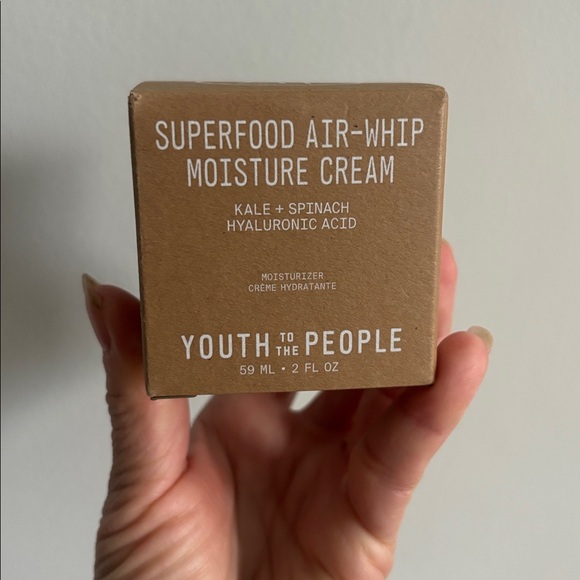 SUPERFOOD AIR-WHIP
MOISTURE CREAM
KALE + SPINACH
HYALURONIC ACID
MOISTURIZER
CRÈME HYDRATANTE
YOUTH TO THE PEOPLE
59 ML • 2 FL OZ